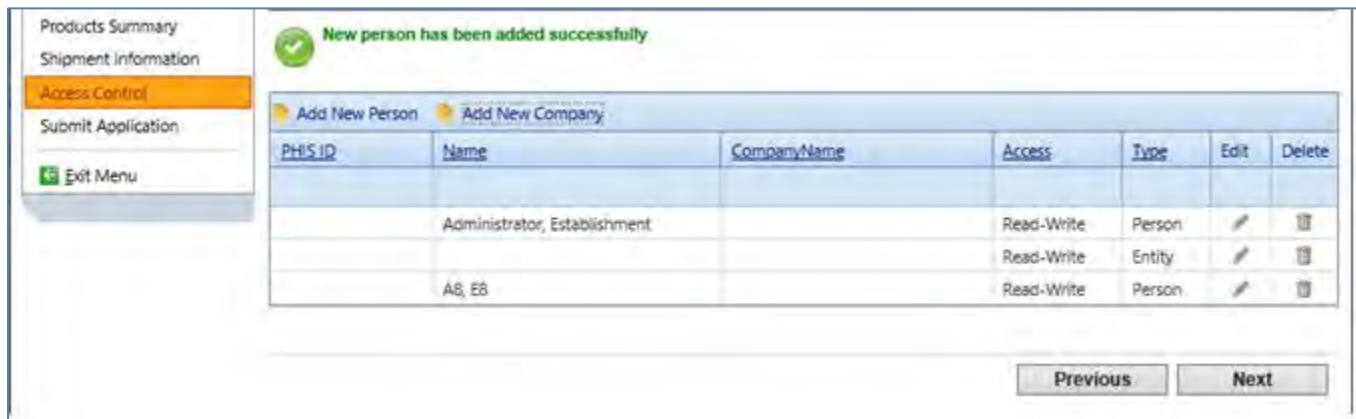 Products Summary
Shipment Information
Access Control
Submit Application
Exit Menu
New person has been added successfully
Add New Person Add New Company
PHIS ID Name CompanyName Access Type Edit Delete
Administrator, Establishment Read-Write Person
Read-Write Entity
A8, E8 Read-Write Person
Previous Next